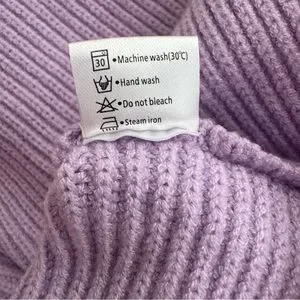 30
•Machine wash(30℃)
•Hand wash
•Do not bleach
•Steam iron